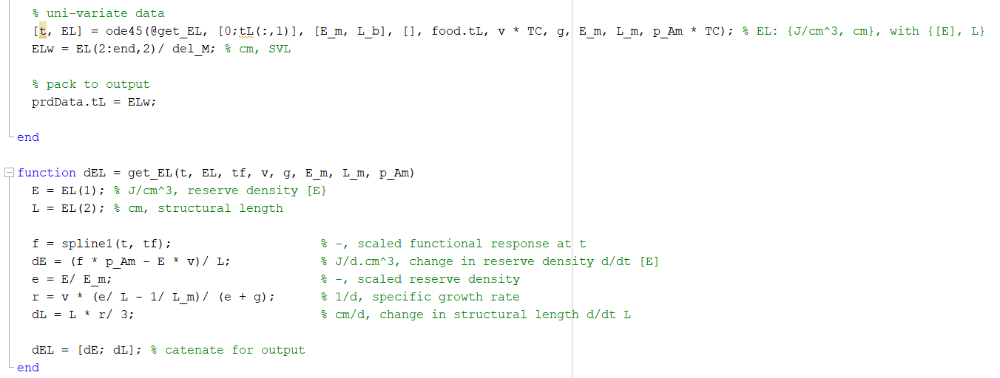 % uni-variate data
[t, EL] = ode45(@get_EL, [0;tL(:,1)], [E_m, L_b], [], food.tL, v * TC, g, E_m, L_m, p_Am * TC); % EL: {J/cm^3, cm}, with {[E], L}
ELw = EL(2:end,2)/ del_M; % cm, SVL
% pack to output
prdData.tL = ELw;
end
function dEL = get_EL(t, EL, tf, v, g, E_m, L_m, p_Am)
E = EL(1); % J/cm^3, reserve density [E}
L = EL(2); % cm, structural length
f = spline1(t, tf); % -, scaled functional response at t
dE = (f * p_Am - E * v)/ L; % J/d.cm^3, change in reserve density d/dt [E]
e = E/ E_m; % -, scaled reserve density
r = v * (e/ L - 1/ L_m)/ (e + g); % 1/d, specific growth rate
dL = L * r/ 3; % cm/d, change in structural length d/dt L
dEL = [dE; dL]; % catenate for output
end